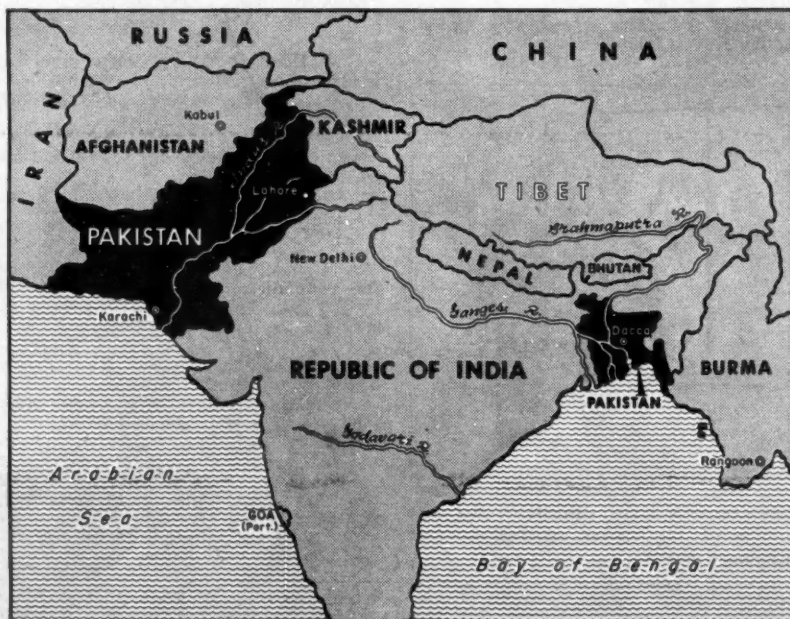 RUSSIA
CHINA
IRAN
Kabul
KASHMIR
AFGHANISTAN
Indus R
Lahore
TIBET
PAKISTAN
Brahmaputra R
New Delhi
NEPAL
BHUTAN
Karachi
Ganges R
Dacca
REPUBLIC OF INDIA
BURMA
PAKISTAN
Godavari R
Rangoon
Arabian
Sea
GOA
(Port.)
Bay of Bengal